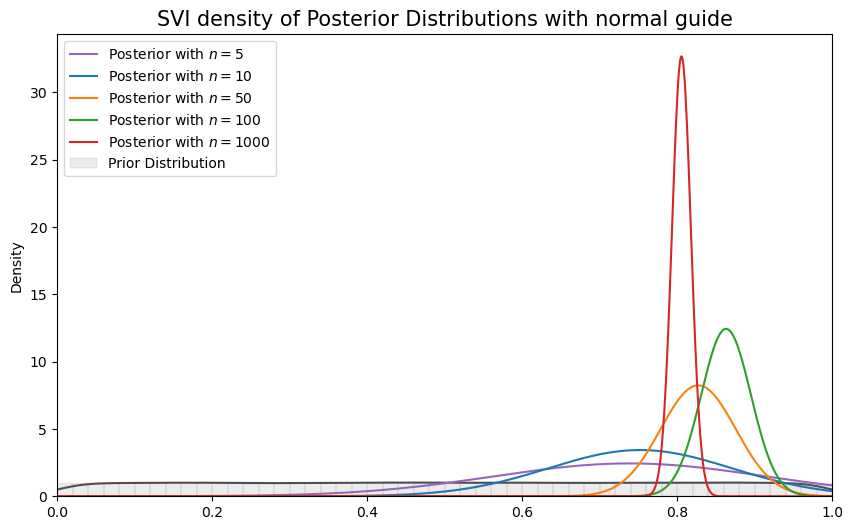 SVI density of Posterior Distributions with normal guide
Posterior with n = 5
Posterior with n = 10
Posterior with n = 50
Posterior with n = 100
Posterior with n = 1000
Prior Distribution
Density
30
25
20
15
10
5
0
0.0 0.2 0.4 0.6 0.8 1.0